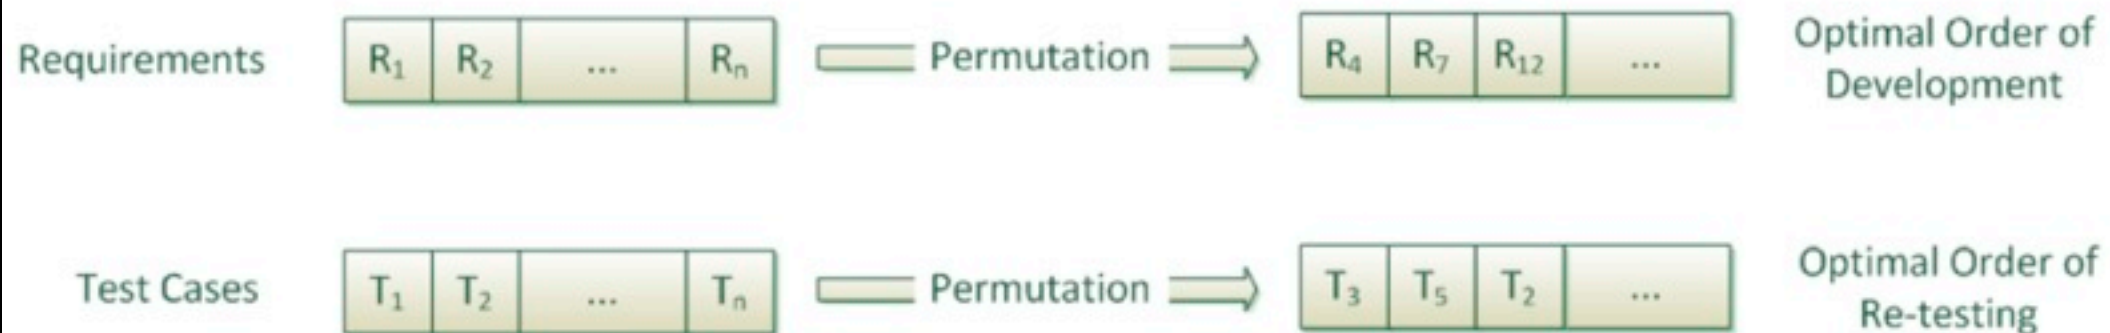 Requirements R₁ R₂ ... Rₙ Permutation R₄ R₇ R₁₂ ... Optimal Order of
Development
Test Cases T₁ T₂ ... Tₙ Permutation T₃ T₅ T₂ ... Optimal Order of
Re-testing